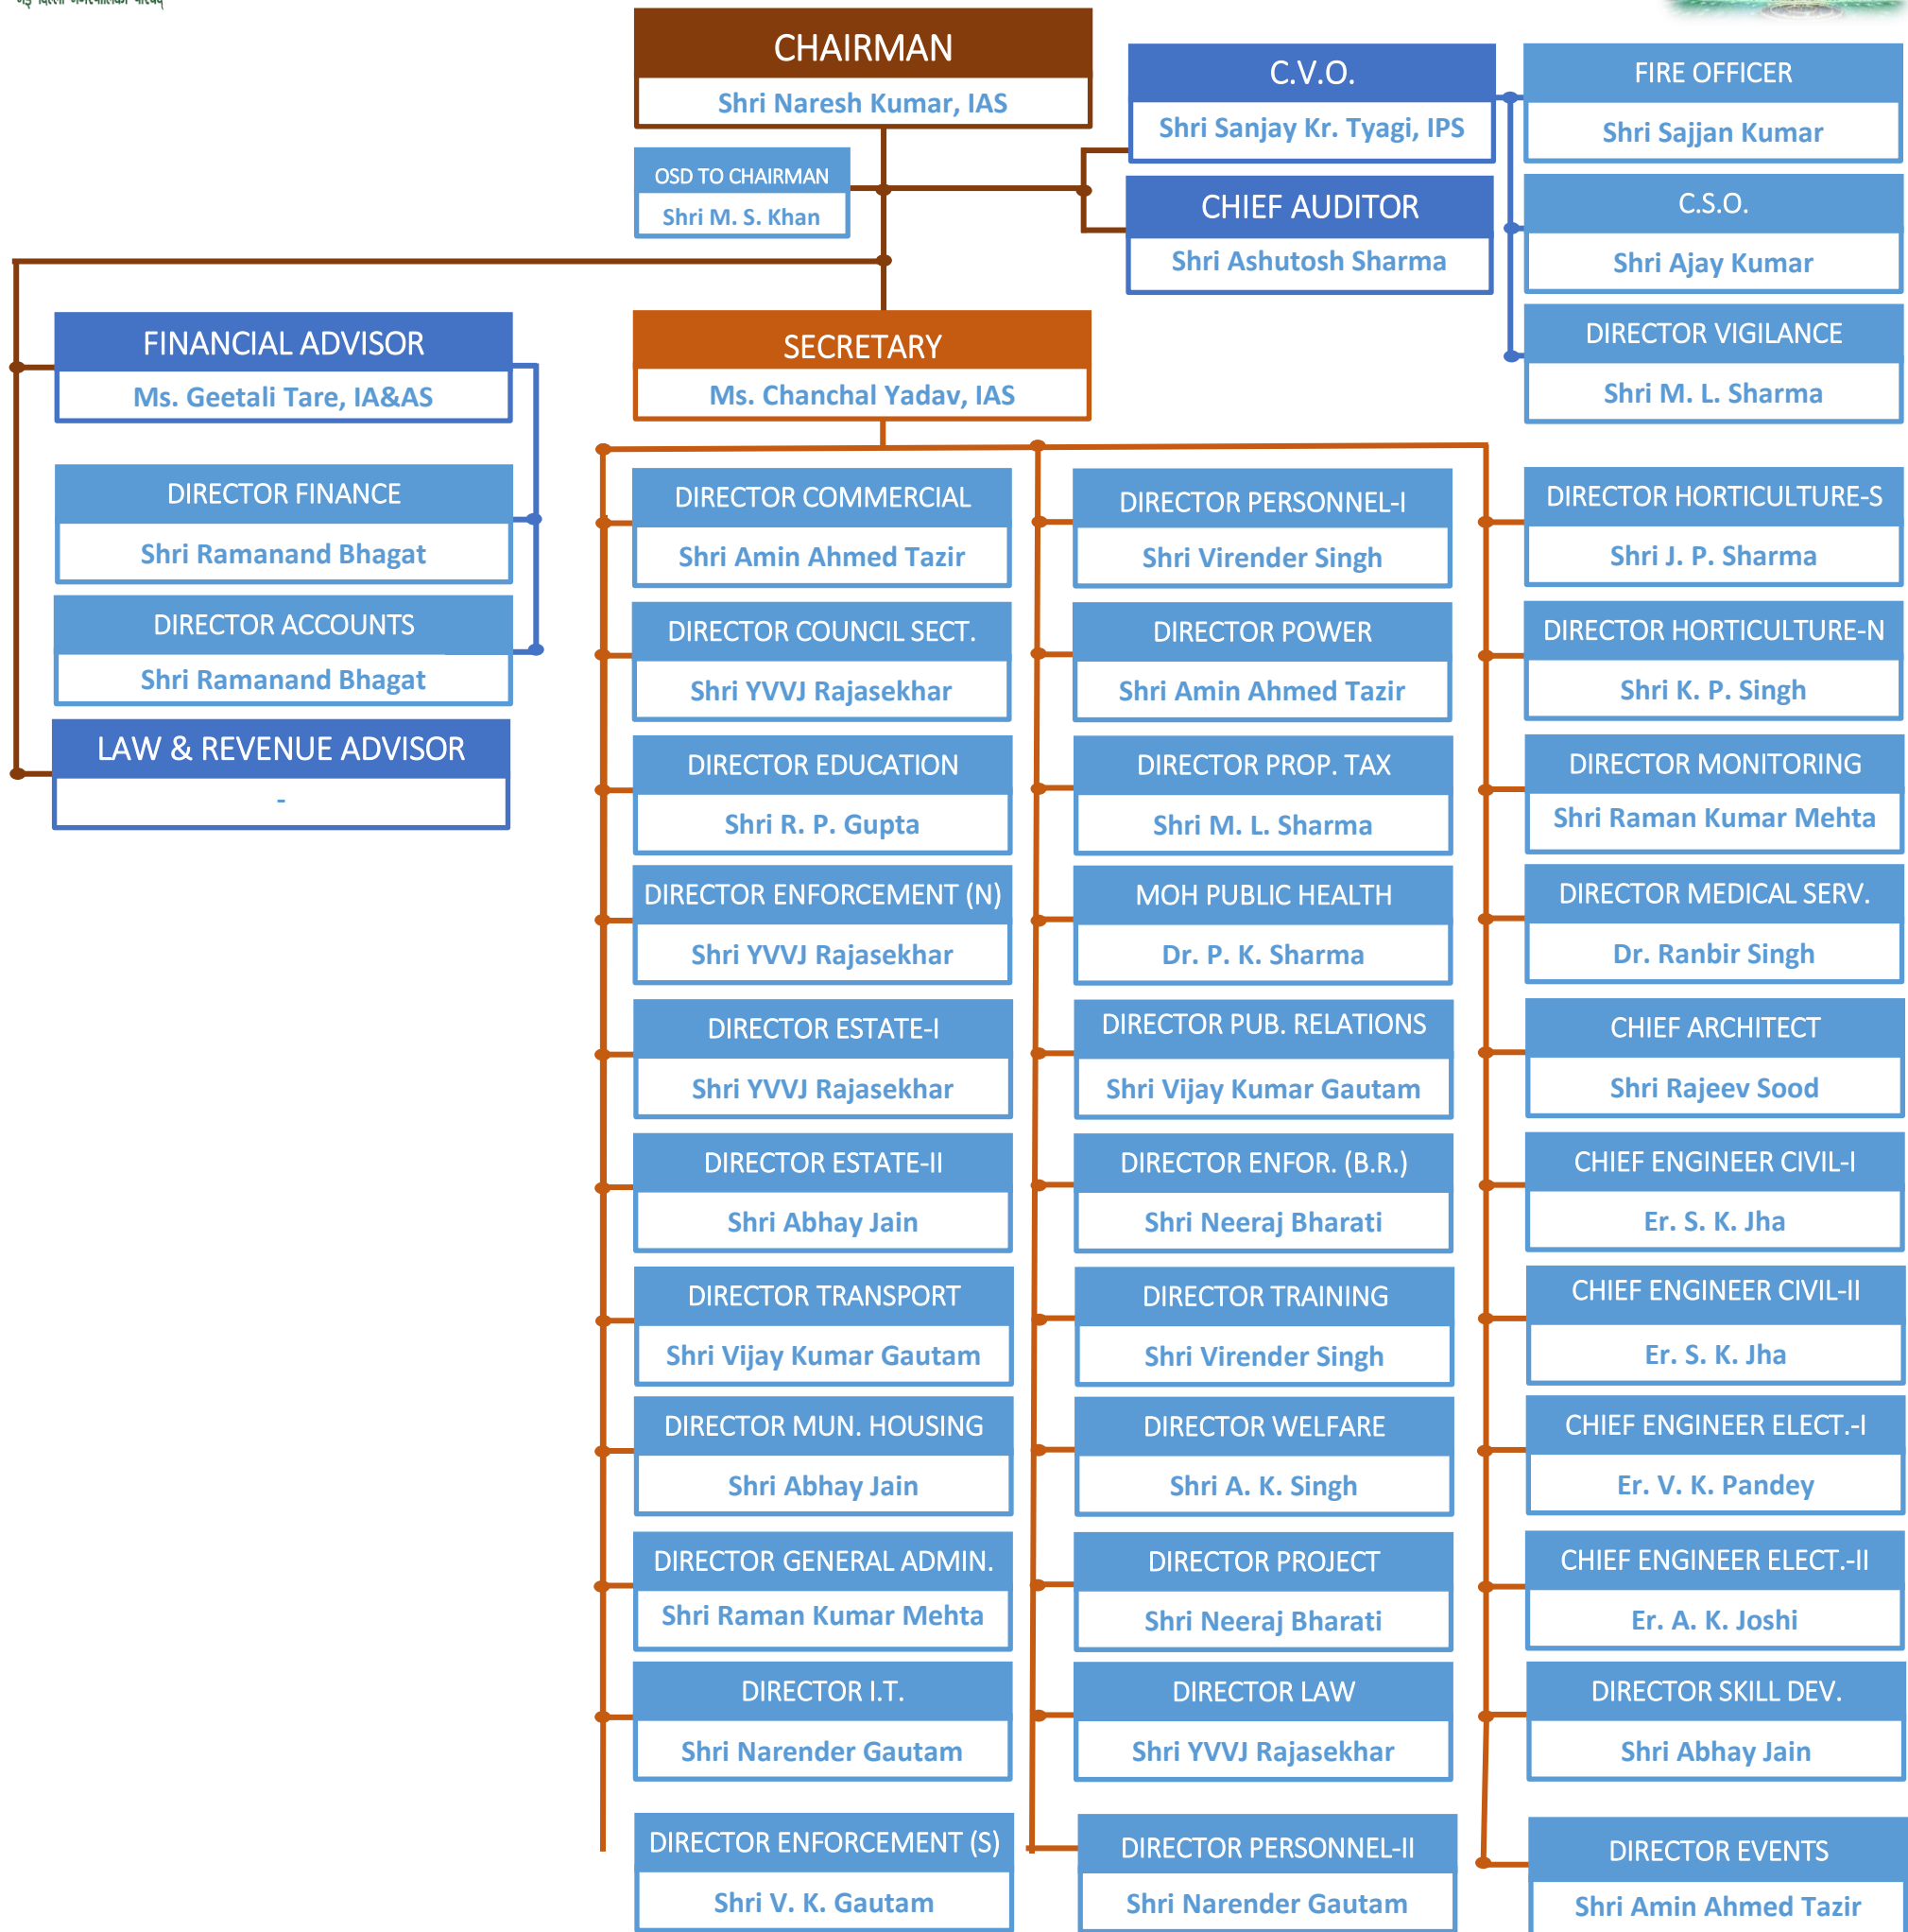 नई दिल्ली नगरपालिका परिषद्
CHAIRMAN
Shri Naresh Kumar, IAS
OSD TO CHAIRMAN
Shri M. S. Khan
C.V.O.
Shri Sanjay Kr. Tyagi, IPS
CHIEF AUDITOR
Shri Ashutosh Sharma
FIRE OFFICER
Shri Sajjan Kumar
C.S.O.
Shri Ajay Kumar
DIRECTOR VIGILANCE
Shri M. L. Sharma
FINANCIAL ADVISOR
Ms. Geetali Tare, IA&AS
DIRECTOR FINANCE
Shri Ramanand Bhagat
DIRECTOR ACCOUNTS
Shri Ramanand Bhagat
LAW & REVENUE ADVISOR
-
SECRETARY
Ms. Chanchal Yadav, IAS
DIRECTOR COMMERCIAL
Shri Amin Ahmed Tazir
DIRECTOR COUNCIL SECT.
Shri YVVJ Rajasekhar
DIRECTOR EDUCATION
Shri R. P. Gupta
DIRECTOR ENFORCEMENT (N)
Shri YVVJ Rajasekhar
DIRECTOR ESTATE-I
Shri YVVJ Rajasekhar
DIRECTOR ESTATE-II
Shri Abhay Jain
DIRECTOR TRANSPORT
Shri Vijay Kumar Gautam
DIRECTOR MUN. HOUSING
Shri Abhay Jain
DIRECTOR GENERAL ADMIN.
Shri Raman Kumar Mehta
DIRECTOR I.T.
Shri Narender Gautam
DIRECTOR ENFORCEMENT (S)
Shri V. K. Gautam
DIRECTOR PERSONNEL-I
Shri Virender Singh
DIRECTOR POWER
Shri Amin Ahmed Tazir
DIRECTOR PROP. TAX
Shri M. L. Sharma
MOH PUBLIC HEALTH
Dr. P. K. Sharma
DIRECTOR PUB. RELATIONS
Shri Vijay Kumar Gautam
DIRECTOR ENFOR. (B.R.)
Shri Neeraj Bharati
DIRECTOR TRAINING
Shri Virender Singh
DIRECTOR WELFARE
Shri A. K. Singh
DIRECTOR PROJECT
Shri Neeraj Bharati
DIRECTOR LAW
Shri YVVJ Rajasekhar
DIRECTOR PERSONNEL-II
Shri Narender Gautam
DIRECTOR HORTICULTURE-S
Shri J. P. Sharma
DIRECTOR HORTICULTURE-N
Shri K. P. Singh
DIRECTOR MONITORING
Shri Raman Kumar Mehta
DIRECTOR MEDICAL SERV.
Dr. Ranbir Singh
CHIEF ARCHITECT
Shri Rajeev Sood
CHIEF ENGINEER CIVIL-I
Er. S. K. Jha
CHIEF ENGINEER CIVIL-II
Er. S. K. Jha
CHIEF ENGINEER ELECT.-I
Er. V. K. Pandey
CHIEF ENGINEER ELECT.-II
Er. A. K. Joshi
DIRECTOR SKILL DEV.
Shri Abhay Jain
DIRECTOR EVENTS
Shri Amin Ahmed Tazir